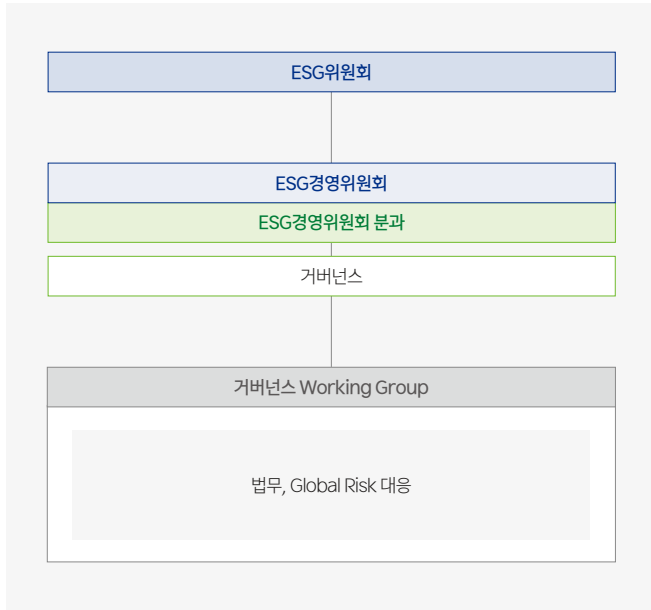 ESG위원회
ESG경영위원회
ESG경영위원회 분과
거버넌스
거버넌스 Working Group
법무, Global Risk 대응